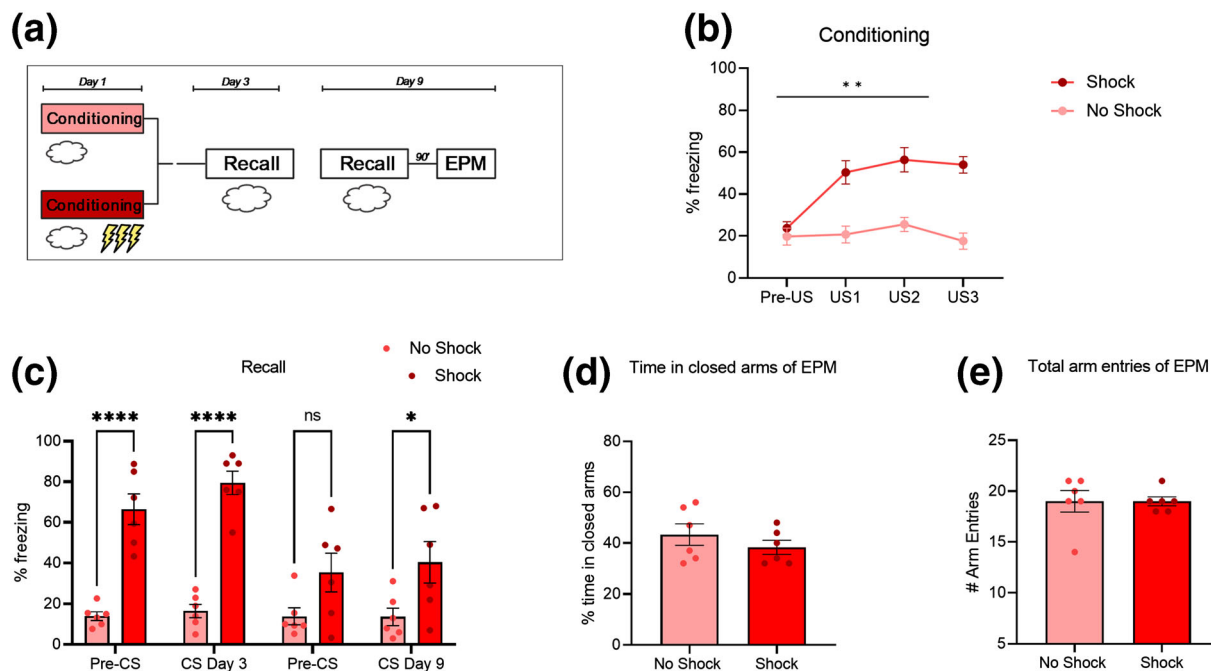 (a)
Day 1
Day 3
Day 9
Conditioning
Recall
Recall
90'
EPM
Conditioning
(b)
Conditioning
% freezing
100
80
60
40
20
0
* *
Pre-US
US1
US2
US3
Shock
No Shock
(c)
Recall
No Shock
Shock
% freezing
100
80
60
40
20
0
****
****
ns
*
Pre-CS
CS Day 3
Pre-CS
CS Day 9
(d)
Time in closed arms of EPM
% time in closed arms
80
60
40
20
0
No Shock
Shock
(e)
Total arm entries of EPM
# Arm Entries
25
20
15
10
5
No Shock
Shock